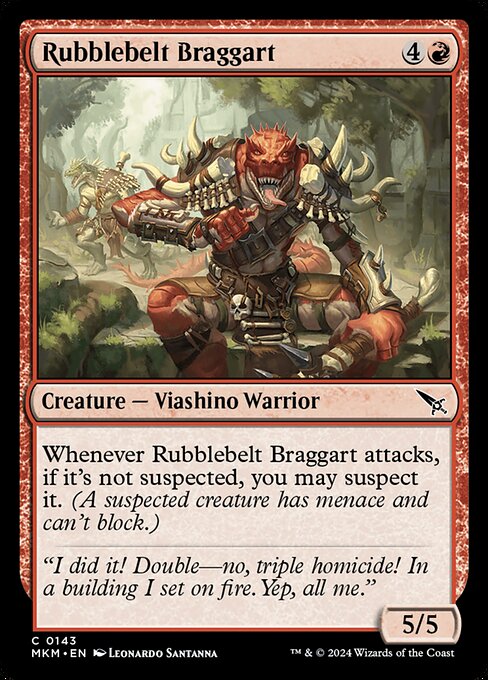 Rubblebelt Braggart 4
Creature — Viashino Warrior
Whenever Rubblebelt Braggart attacks,
if it's not suspected, you may suspect
it. (A suspected creature has menace and
can't block.)
“I did it! Double—no, triple homicide! In
a building I set on fire. Yep, all me.”
5/5
C 0143
MKM • EN Leonardo Santanna
™ & © 2024 Wizards of the Coast